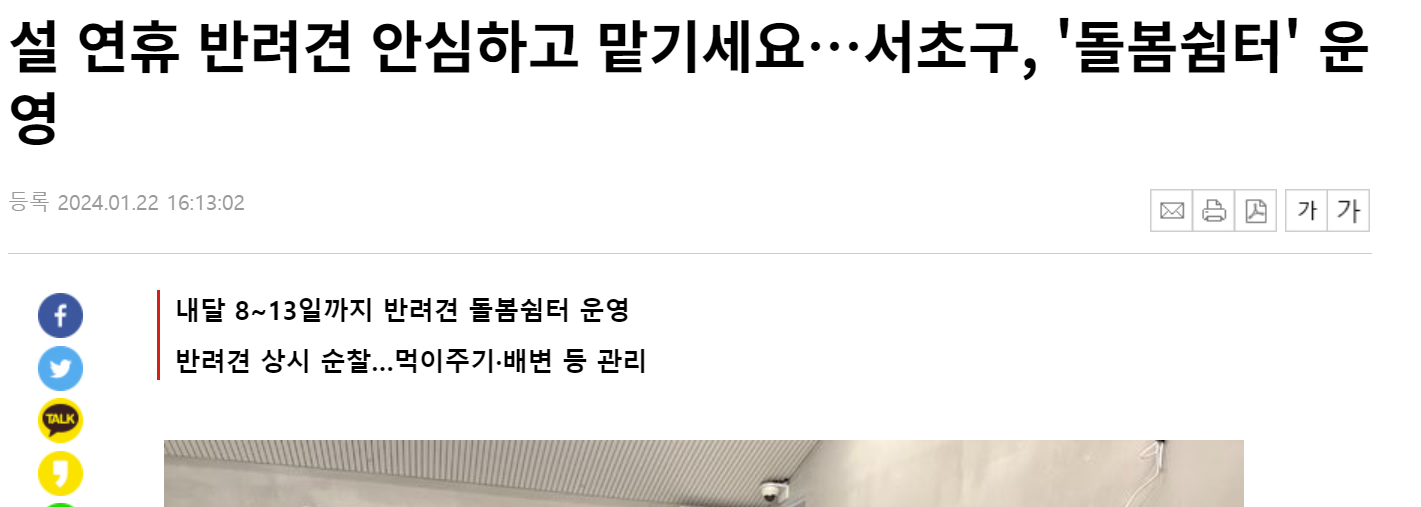 설 연휴 반려견 안심하고 맡기세요…서초구, '돌봄쉼터' 운
영
등록 2024.01.22 16:13:02
가 가
내달 8~13일까지 반려견 돌봄쉼터 운영
반려견 상시 순찰...먹이주기·배변 등 관리
TALK